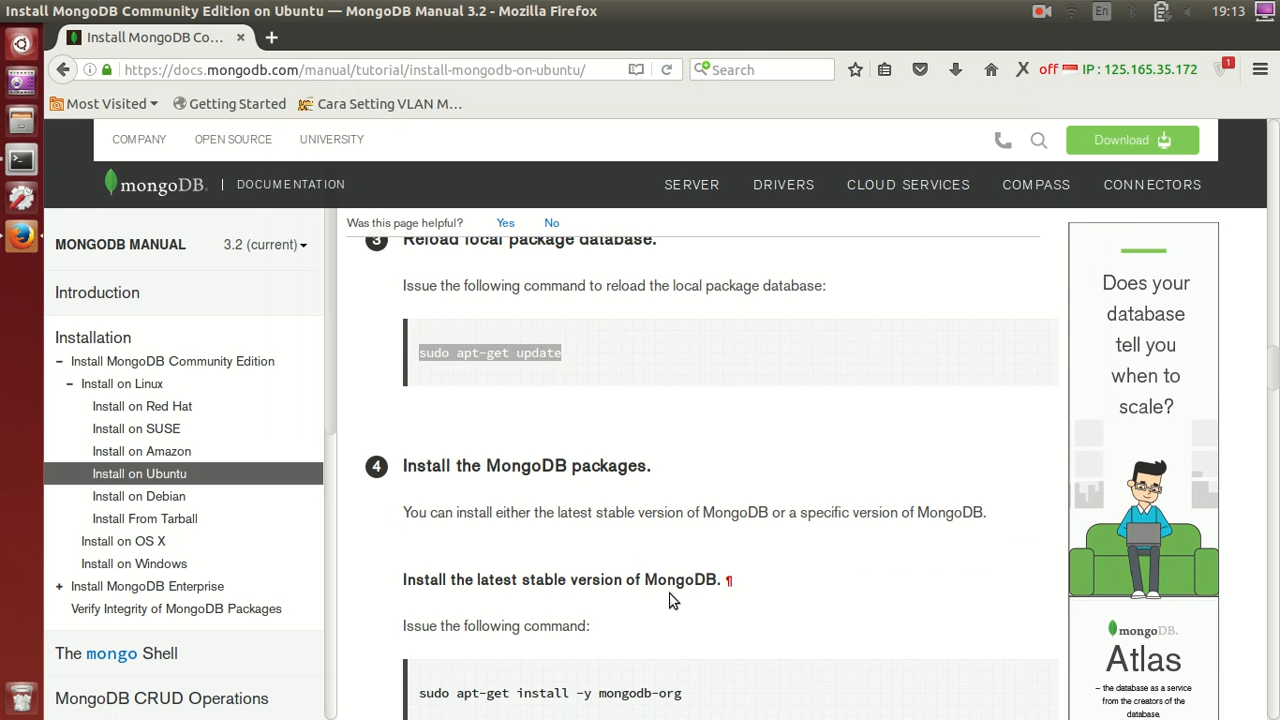 Install MongoDB Community Edition on Ubuntu — MongoDB Manual 3.2 - Mozilla Firefox
En
19:13
Install MongoDB Co... ×
https://docs.mongodb.com/manual/tutorial/install-mongodb-on-ubuntu/
Search
off
IP : 125.165.35.172
1
Most Visited
Getting Started
Cara Setting VLAN M...
COMPANY
OPEN SOURCE
UNIVERSITY
Download
mongoDB.
DOCUMENTATION
SERVER
DRIVERS
CLOUD SERVICES
COMPASS
CONNECTORS
MONGODB MANUAL
3.2 (current)
Introduction
Installation
− Install MongoDB Community Edition
− Install on Linux
Install on Red Hat
Install on SUSE
Install on Amazon
Install on Ubuntu
Install on Debian
Install From Tarball
Install on OS X
Install on Windows
+ Install MongoDB Enterprise
Verify Integrity of MongoDB Packages
The mongo Shell
MongoDB CRUD Operations
Was this page helpful?
Yes
No
3 Reload local package database.
Issue the following command to reload the local package database:
sudo apt-get update
4 Install the MongoDB packages.
You can install either the latest stable version of MongoDB or a specific version of MongoDB.
Install the latest stable version of MongoDB. ¶
Issue the following command:
sudo apt-get install -y mongodb-org
Does your
database
tell you
when to
scale?
mongoDB.
Atlas
– the database as a service
from the creators of the
database.